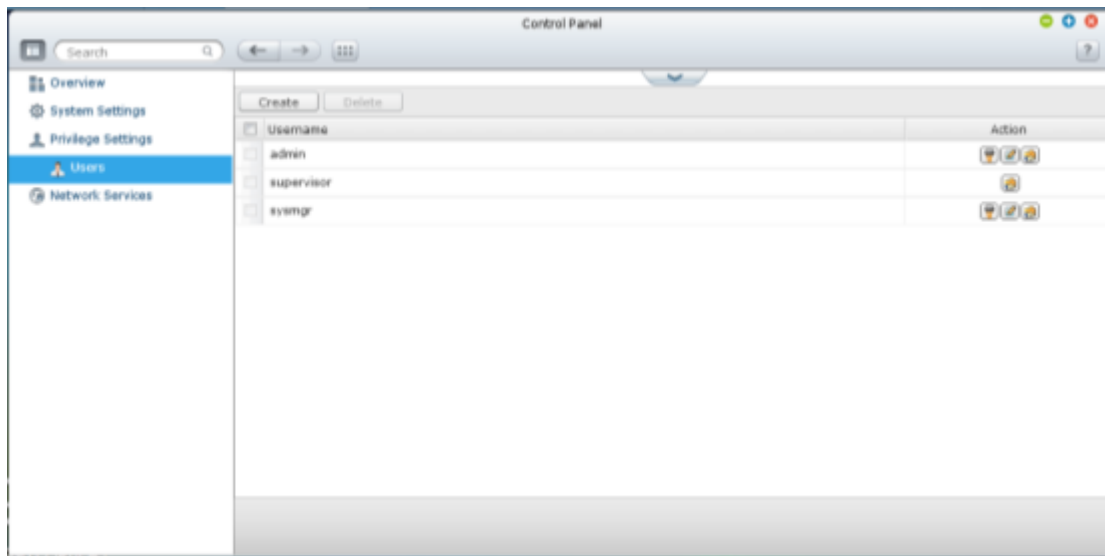 Control Panel
Search
?
Overview
System Settings
Privilege Settings
Users
Network Services
Create Delete
Username Action
admin
supervisor
sysmgr